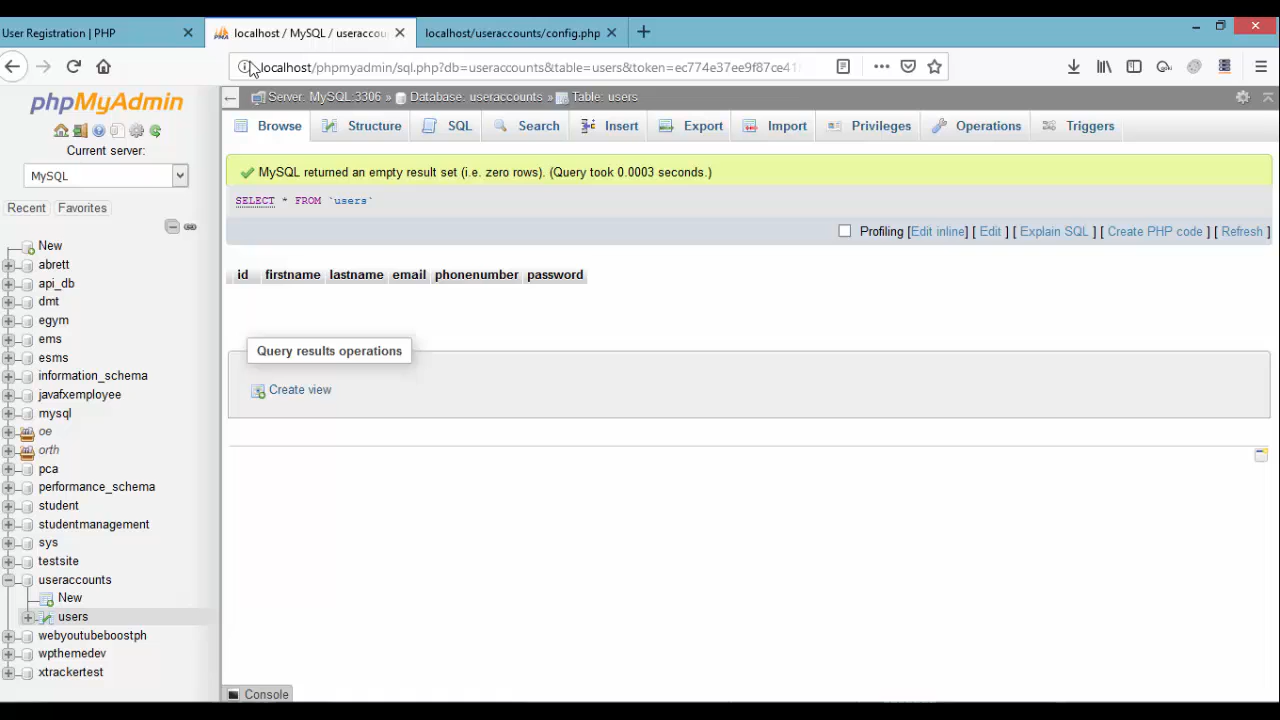 User Registration | PHP
localhost / MySQL / useraccou
localhost/useraccounts/config.php
localhost/phpmyadmin/sql.php?db=useraccounts&table=users&token=ec774e37ee9f87ce41
phpMyAdmin
Current server:
MySQL
Recent Favorites
New
abrett
api_db
dmt
egym
ems
esms
information_schema
javafxemployee
mysql
oe
orth
pca
performance_schema
student
studentmanagement
sys
testsite
useraccounts
New
users
webyoutubeboostph
wpthemedev
xtrackertest
Server: MySQL:3306 » Database: useraccounts » Table: users
Browse Structure SQL Search Insert Export Import Privileges Operations Triggers
MySQL returned an empty result set (i.e. zero rows). (Query took 0.0003 seconds.)
SELECT * FROM `users`
Profiling [Edit inline] [ Edit ] [ Explain SQL ] [ Create PHP code ] [ Refresh ]
id firstname lastname email phonenumber password
Query results operations
Create view
Console